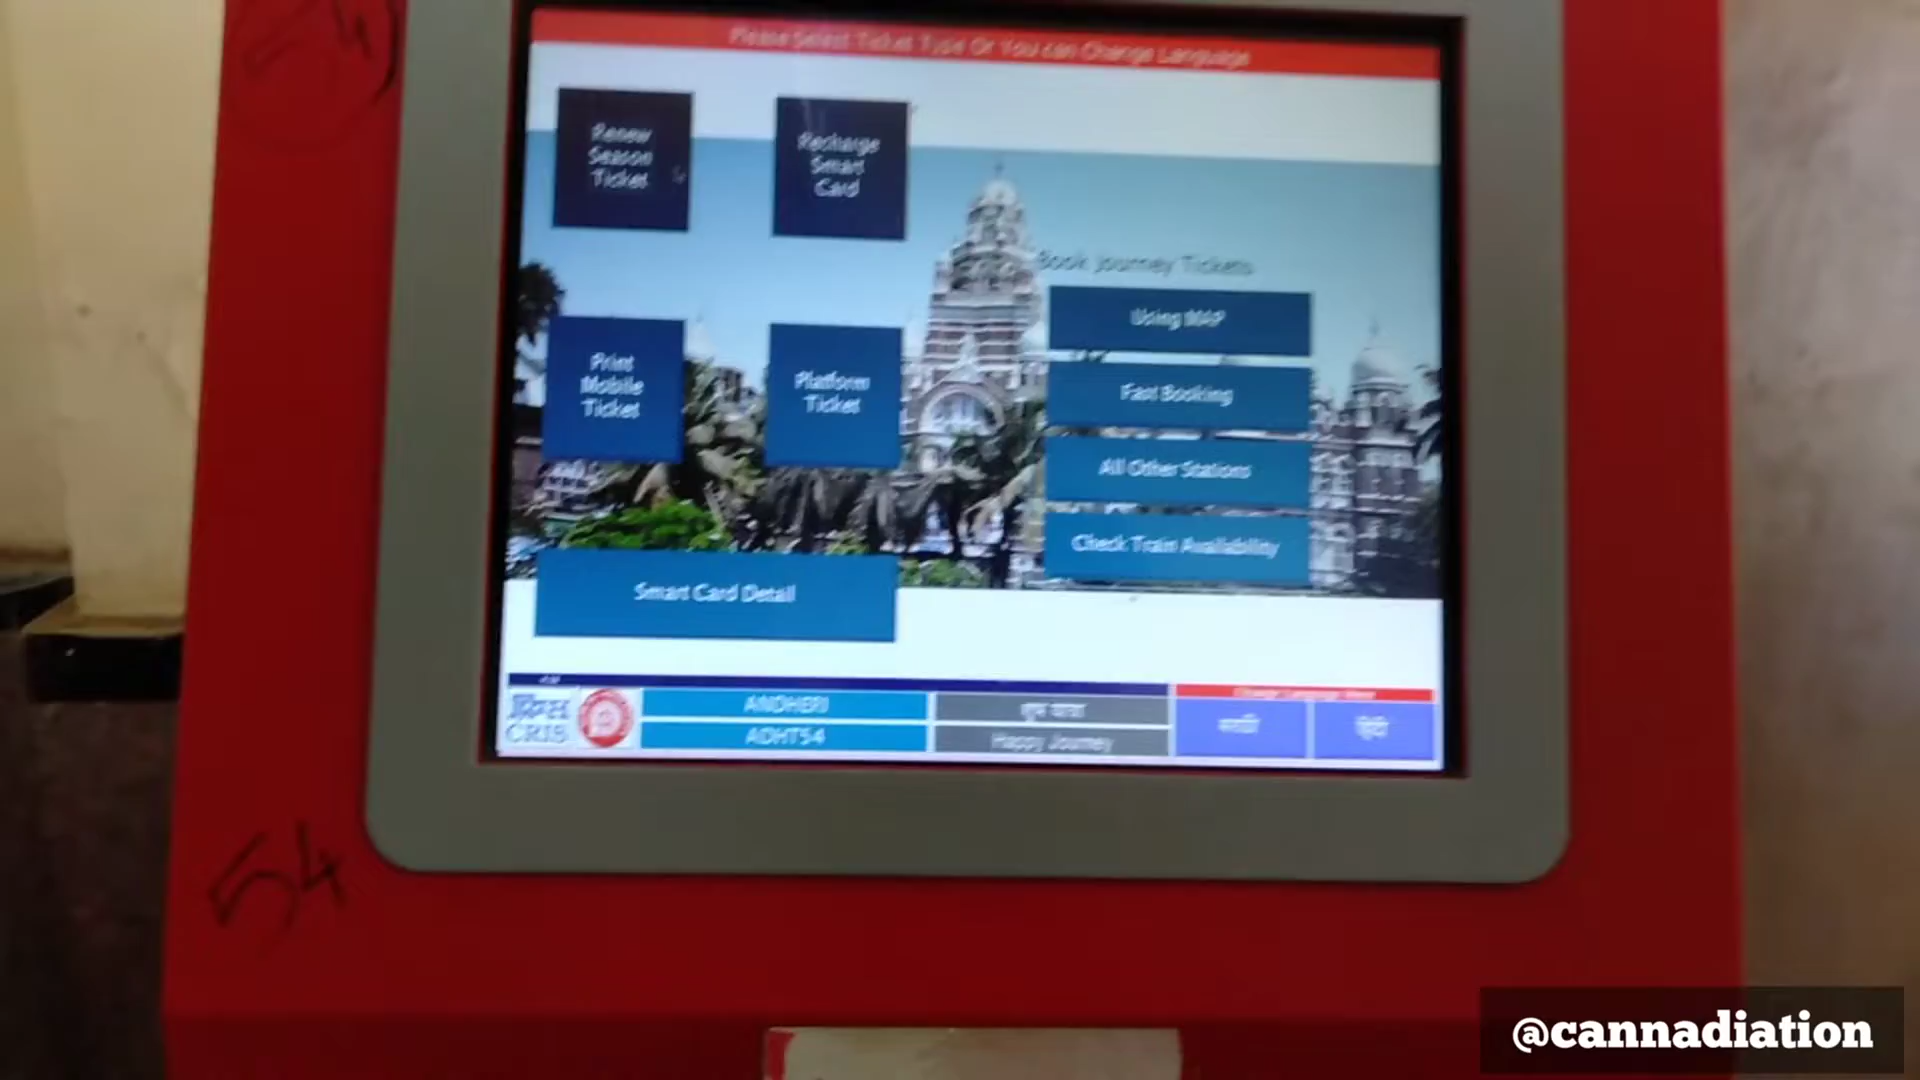 54
Please Select Ticket Type Or You can Change Language
Renew
Season
Ticket
Recharge
Smart
Card
Book Journey Tickets
Using MAP
Print
Mobile
Ticket
Platform
Ticket
Fast Booking
All Other Stations
Check Train Availability
Smart Card Detail
क्रिस
CRIS
ANDHERI
ADHT54
शुभ यात्रा
Happy Journey
मराठी
हिंदी
54
@cannadiation